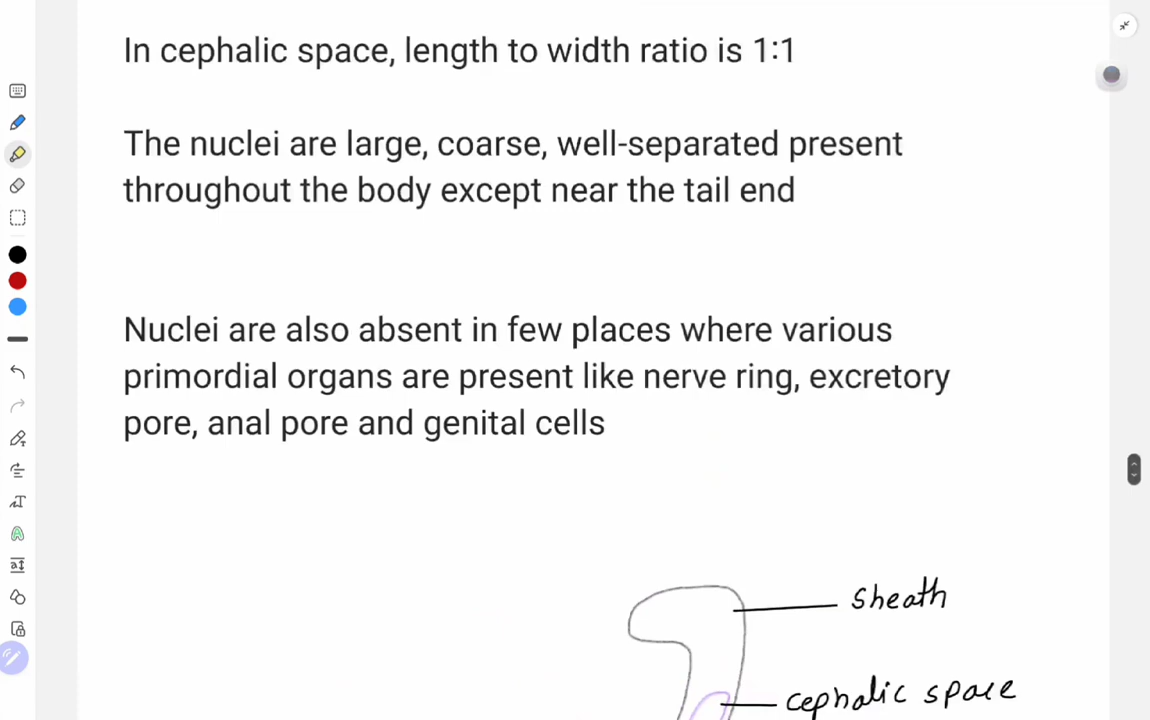 In cephalic space, length to width ratio is 1:1
The nuclei are large, coarse, well-separated present
throughout the body except near the tail end
Nuclei are also absent in few places where various
primordial organs are present like nerve ring, excretory
pore, anal pore and genital cells
sheath
cephalic space